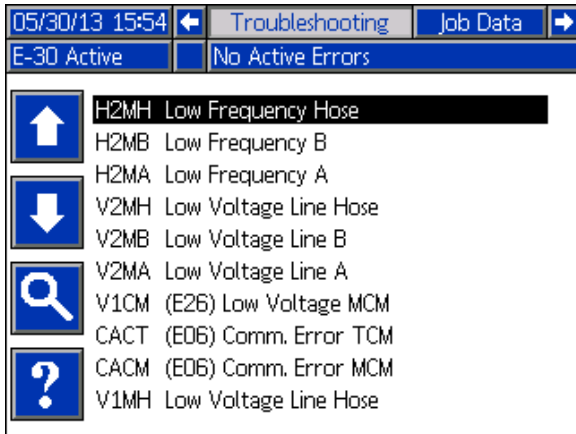 05/30/13 15:54 Troubleshooting Job Data
E-30 Active No Active Errors
H2MH Low Frequency Hose
H2MB Low Frequency B
H2MA Low Frequency A
V2MH Low Voltage Line Hose
V2MB Low Voltage Line B
V2MA Low Voltage Line A
V1CM (E26) Low Voltage MCM
CACT (E06) Comm. Error TCM
CACM (E06) Comm. Error MCM
V1MH Low Voltage Line Hose
?